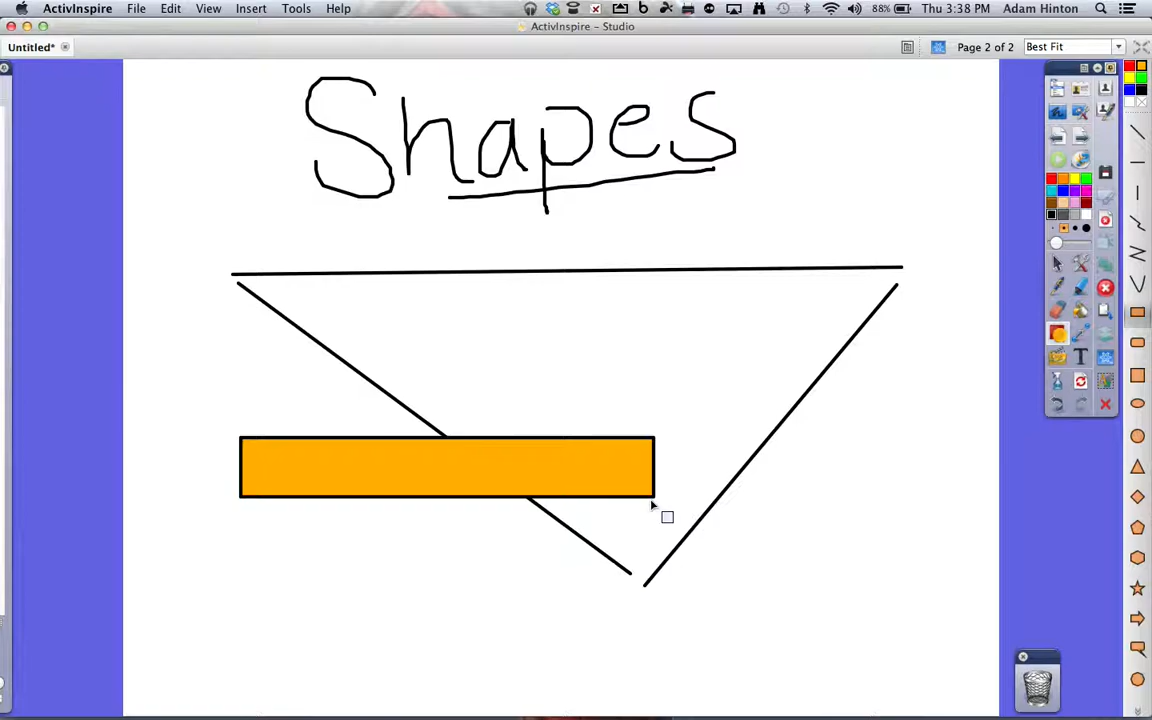 ActivInspire File Edit View Insert Tools Help 88% Thu 3:38 PM Adam Hinton
ActivInspire – Studio
Untitled* Page 2 of 2 Best Fit
Shapes
T